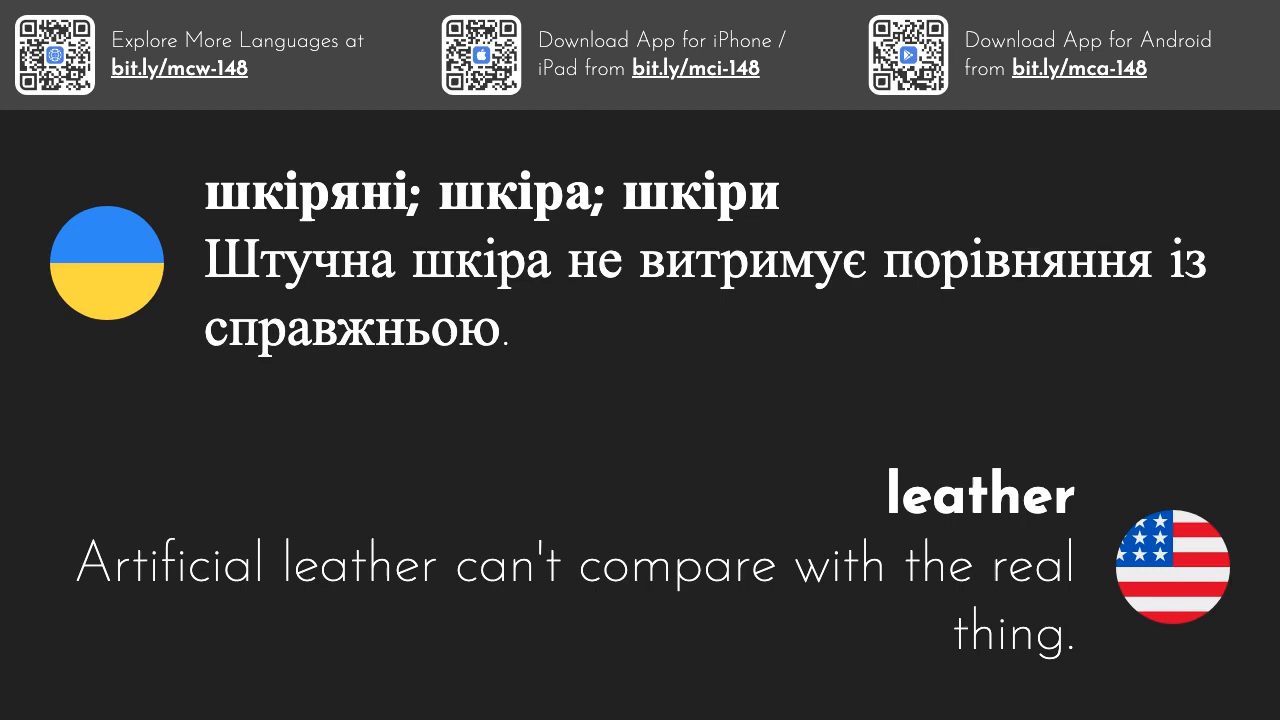 Explore More Languages at
bit.ly/mcw-148
Download App for iPhone /
iPad from bit.ly/mci-148
Download App for Android
from bit.ly/mca-148
шкіряні; шкіра; шкіри
Штучна шкіра не витримує порівняння із
справжньою.
leather
Artificial leather can't compare with the real
thing.